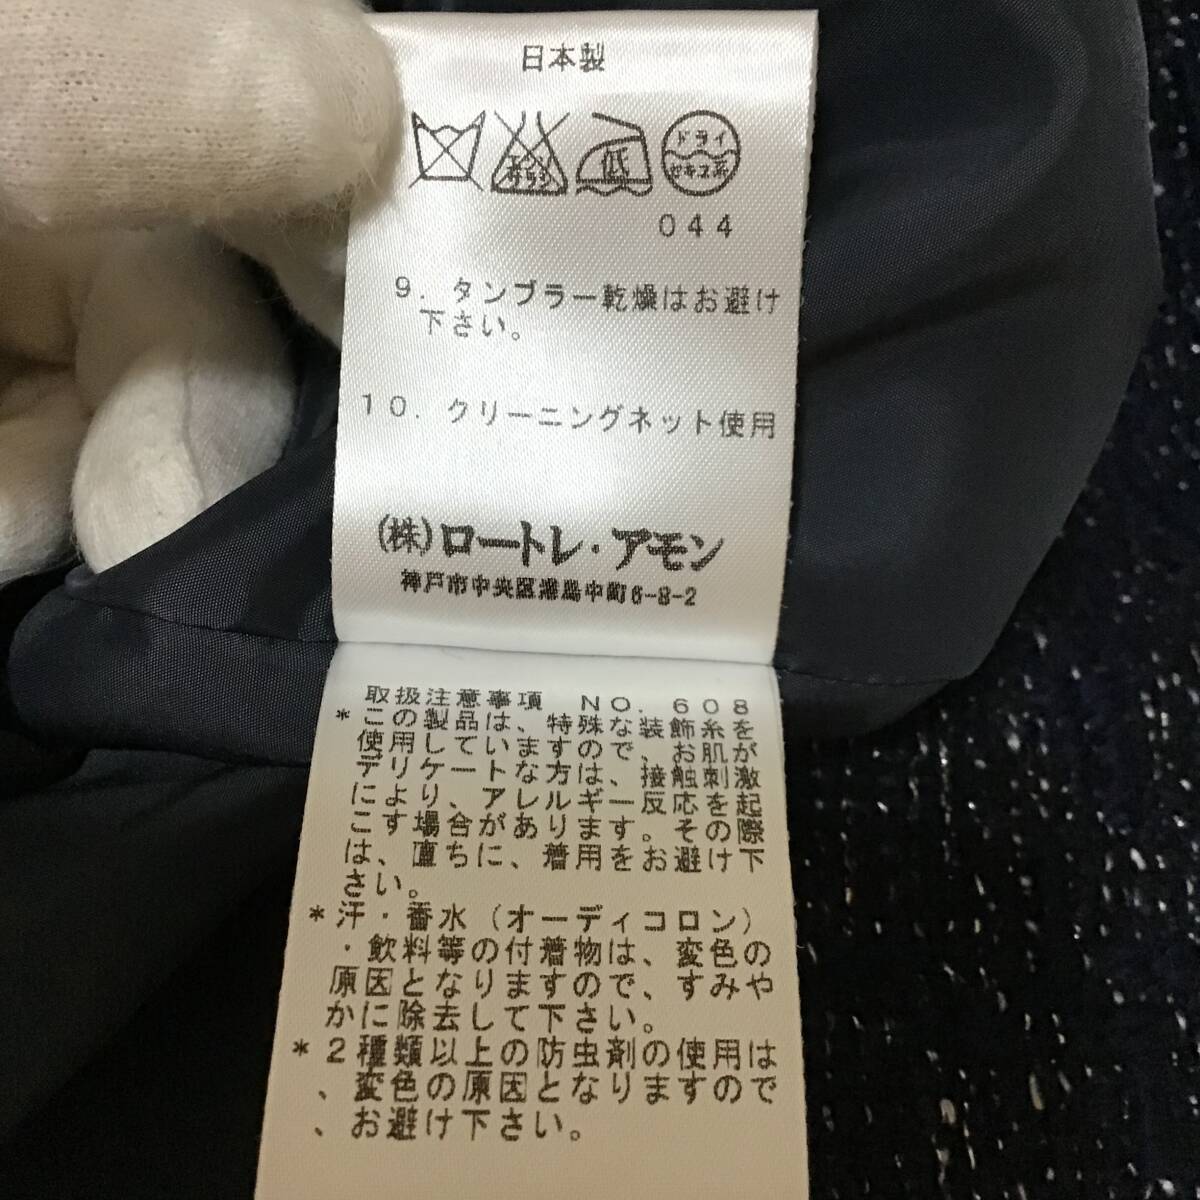 日本製
エンソ
サラシ
低
ドライ
セキユ系
044
9．タンブラー乾燥はお避け
下さい。
10．クリーニングネット使用
(株)ロートレ・アモン
神戸市中央区港島中町6-8-2
取扱注意事項　NO．608
*この製品は、特殊な装飾糸を
使用していますので、お肌が
デリケートな方は、接触刺激
により、アレルギー反応を起
こす場合があります。その際
は、直ちに、着用をお避け下
さい。
*汗・香水（オーディコロン）
・飲料等の付着物は、変色の
原因となりますので、すみや
かに除去して下さい。
*2種類以上の防虫剤の使用は
、変色の原因となりますので
、お避け下さい。